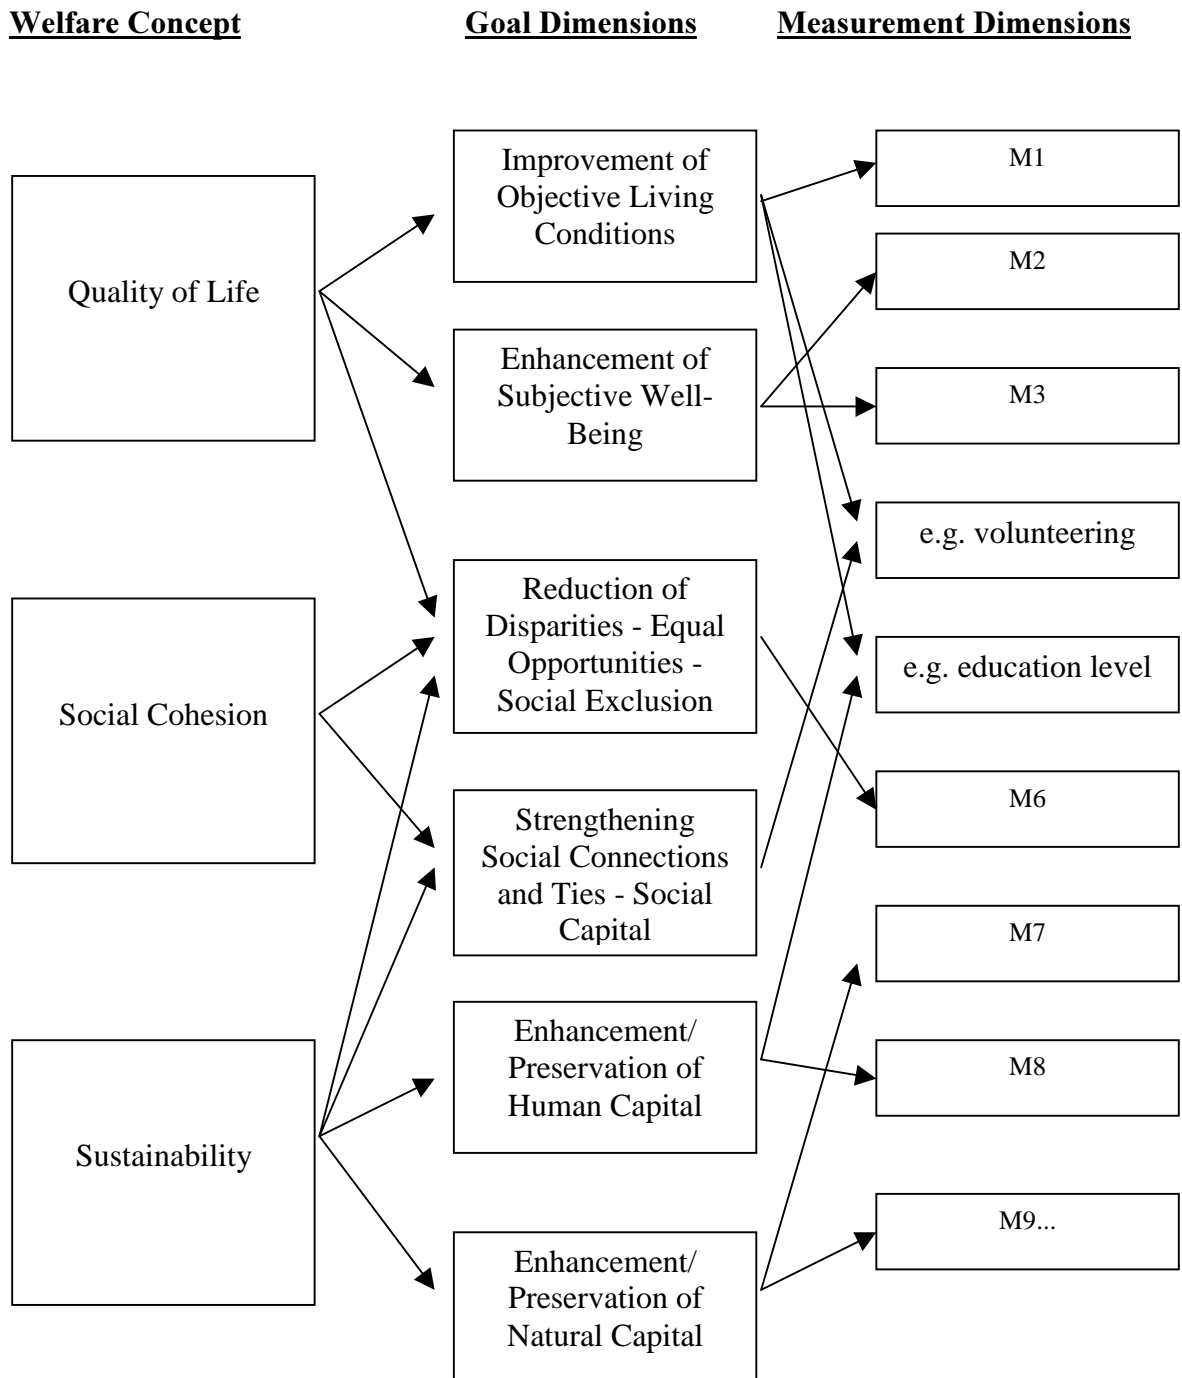 Welfare Concept
Goal Dimensions
Measurement Dimensions
Quality of Life
Social Cohesion
Sustainability
Improvement of
Objective Living
Conditions
Enhancement of
Subjective Well-
Being
Reduction of
Disparities - Equal
Opportunities -
Social Exclusion
Strengthening
Social Connections
and Ties - Social
Capital
Enhancement/
Preservation of
Human Capital
Enhancement/
Preservation of
Natural Capital
M1
M2
M3
e.g. volunteering
e.g. education level
M6
M7
M8
M9...